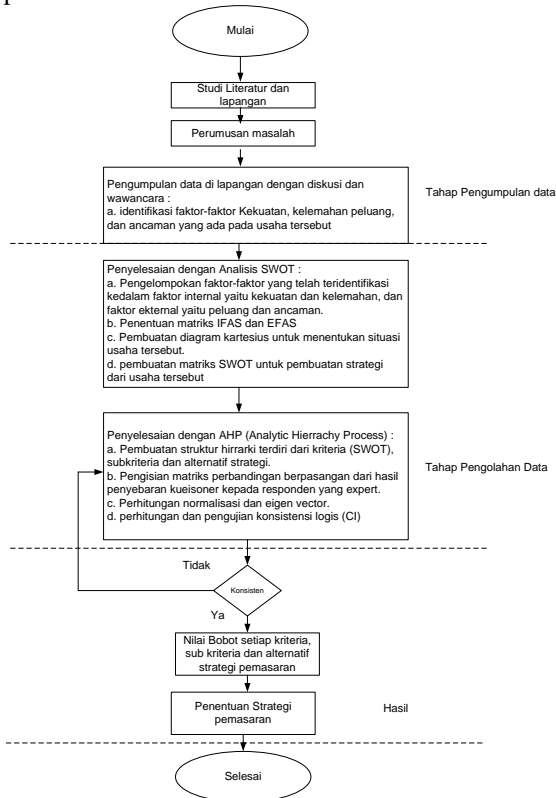 Mulai
Studi Literatur dan
lapangan
Perumusan masalah
Pengumpulan data di lapangan dengan diskusi dan
wawancara :
a. identifikasi faktor-faktor Kekuatan, kelemahan peluang,
dan ancaman yang ada pada usaha tersebut
Tahap Pengumpulan data
Penyelesaian dengan Analisis SWOT :
a. Pengelompokan faktor-faktor yang telah teridentifikasi
kedalam faktor internal yaitu kekuatan dan kelemahan, dan
faktor ekternal yaitu peluang dan ancaman.
b. Penentuan matriks IFAS dan EFAS
c. Pembuatan diagram kartesius untuk menentukan situasi
usaha tersebut.
d. pembuatan matriks SWOT untuk pembuatan strategi
dari usaha tersebut
Penyelesaian dengan AHP (Analytic Hierrachy Process) :
a. Pembuatan struktur hirrarki terdiri dari kriteria (SWOT),
subkriteria dan alternatif strategi.
b. Pengisian matriks perbandingan berpasangan dari hasil
penyebaran kueisoner kepada responden yang expert.
c. Perhitungan normalisasi dan eigen vector.
d. perhitungan dan pengujian konsistensi logis (CI)
Tahap Pengolahan Data
Tidak
Konsisten
Ya
Nilai Bobot setiap kriteria,
sub kriteria dan alternatif
strategi pemasaran
Penentuan Strategi
pemasaran
Hasil
Selesai